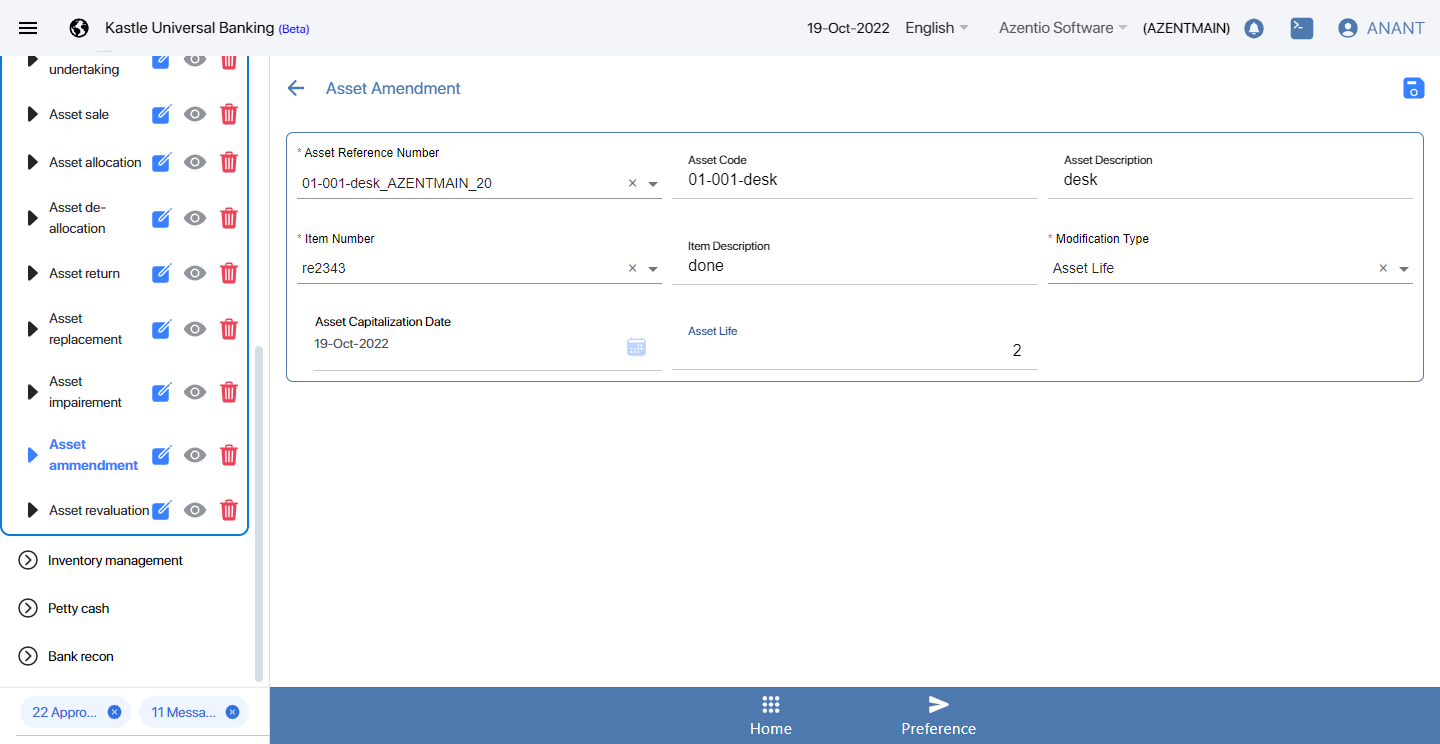 Kastle Universal Banking (Beta)
19-Oct-2022
English
Azentio Software
(AZENTMAIN)
ANANT
undertaking
Asset sale
Asset allocation
Asset de-
allocation
Asset return
Asset
replacement
Asset
impairement
Asset
ammendment
Asset revaluation
Inventory management
Petty cash
Bank recon
22 Appro...
11 Messa...
Asset Amendment
* Asset Reference Number
01-001-desk_AZENTMAIN_20
Asset Code
01-001-desk
Asset Description
desk
* Item Number
re2343
Item Description
done
* Modification Type
Asset Life
Asset Capitalization Date
19-Oct-2022
Asset Life
2
Home
Preference